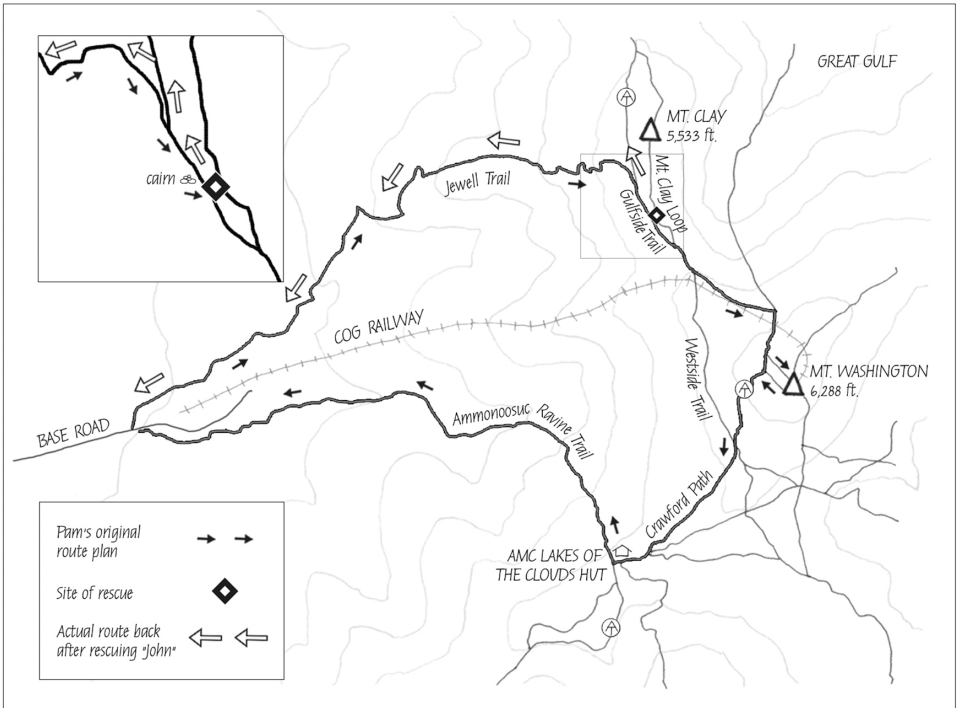 cairn
GREAT GULF
MT. CLAY
5,533 ft.
Jewell Trail
Mt. Clay Loop
Gulfside Trail
COG RAILWAY
Westside Trail
MT. WASHINGTON
6,288 ft.
BASE ROAD
Ammonoosuc Ravine Trail
Crawford Path
AMC LAKES OF
THE CLOUDS HUT
Pam's original
route plan
Site of rescue
Actual route back
after rescuing "John"